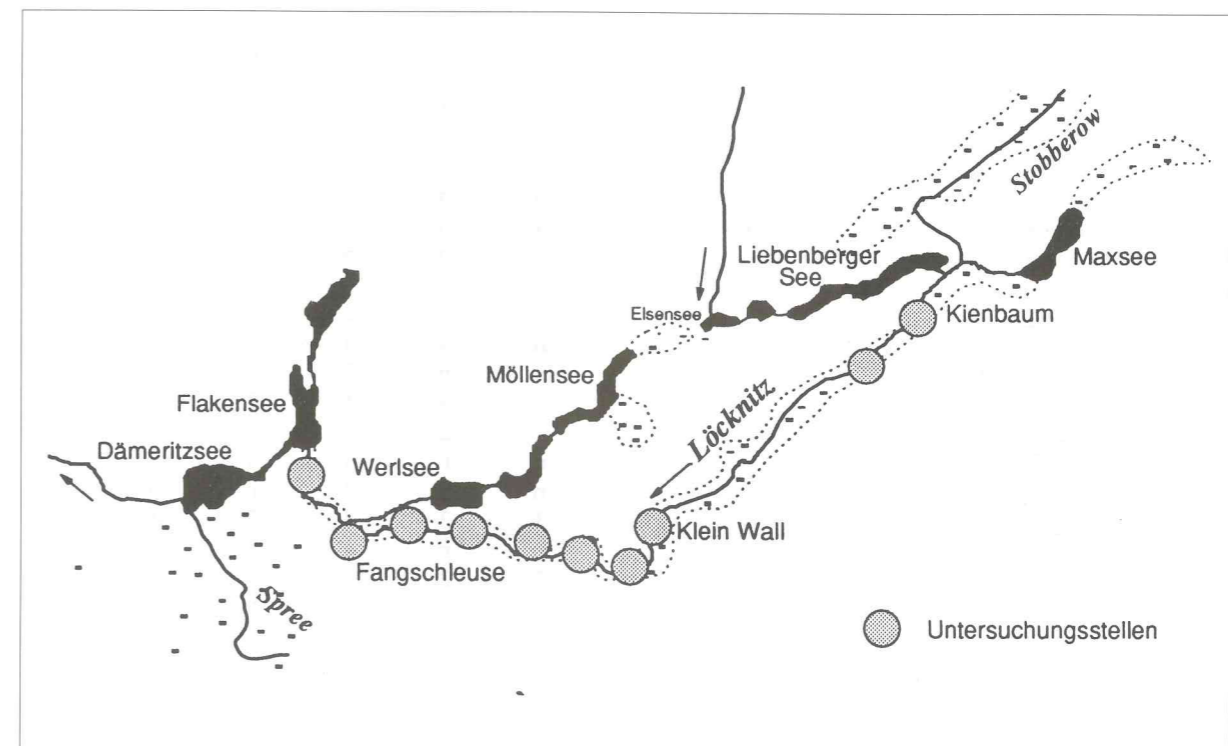 Stobberow
Liebenberger
See
Maxsee
Elsensee
Kienbaum
Möllensee
Flakensee
Löcknitz
Dämeritzsee
Werlsee
Klein Wall
Fangschleuse
Spree
Untersuchungsstellen